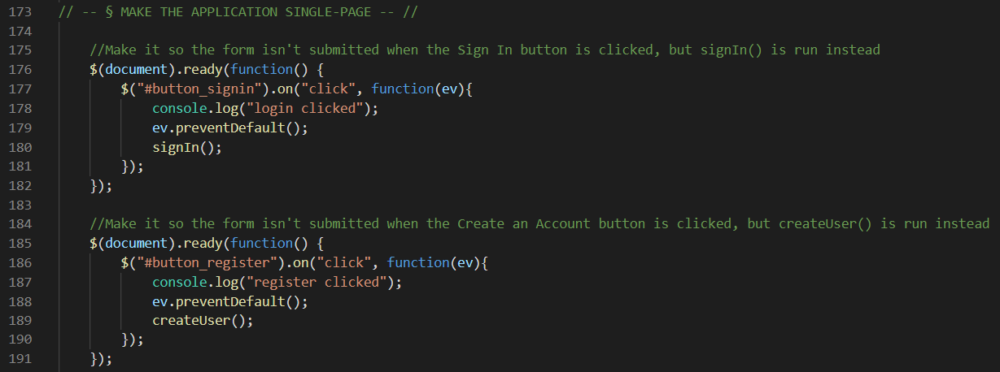 173 // -- § MAKE THE APPLICATION SINGLE-PAGE -- //
174
175 //Make it so the form isn't submitted when the Sign In button is clicked, but signIn() is run instead
176 $(document).ready(function() {
177 $("#button_signin").on("click", function(ev){
178 console.log("login clicked");
179 ev.preventDefault();
180 signIn();
181 });
182 });
183
184 //Make it so the form isn't submitted when the Create an Account button is clicked, but createUser() is run instead
185 $(document).ready(function() {
186 $("#button_register").on("click", function(ev){
187 console.log("register clicked");
188 ev.preventDefault();
189 createUser();
190 });
191 });